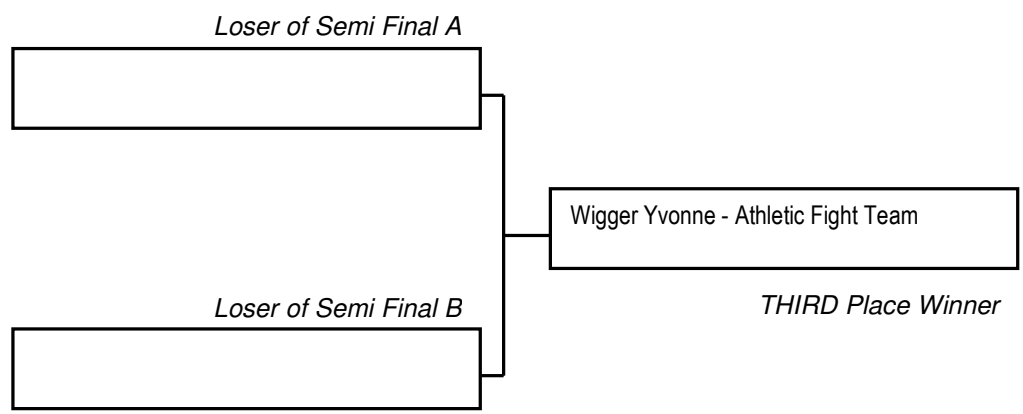 Loser of Semi Final A
Wigger Yvonne - Athletic Fight Team
Loser of Semi Final B
THIRD Place Winner